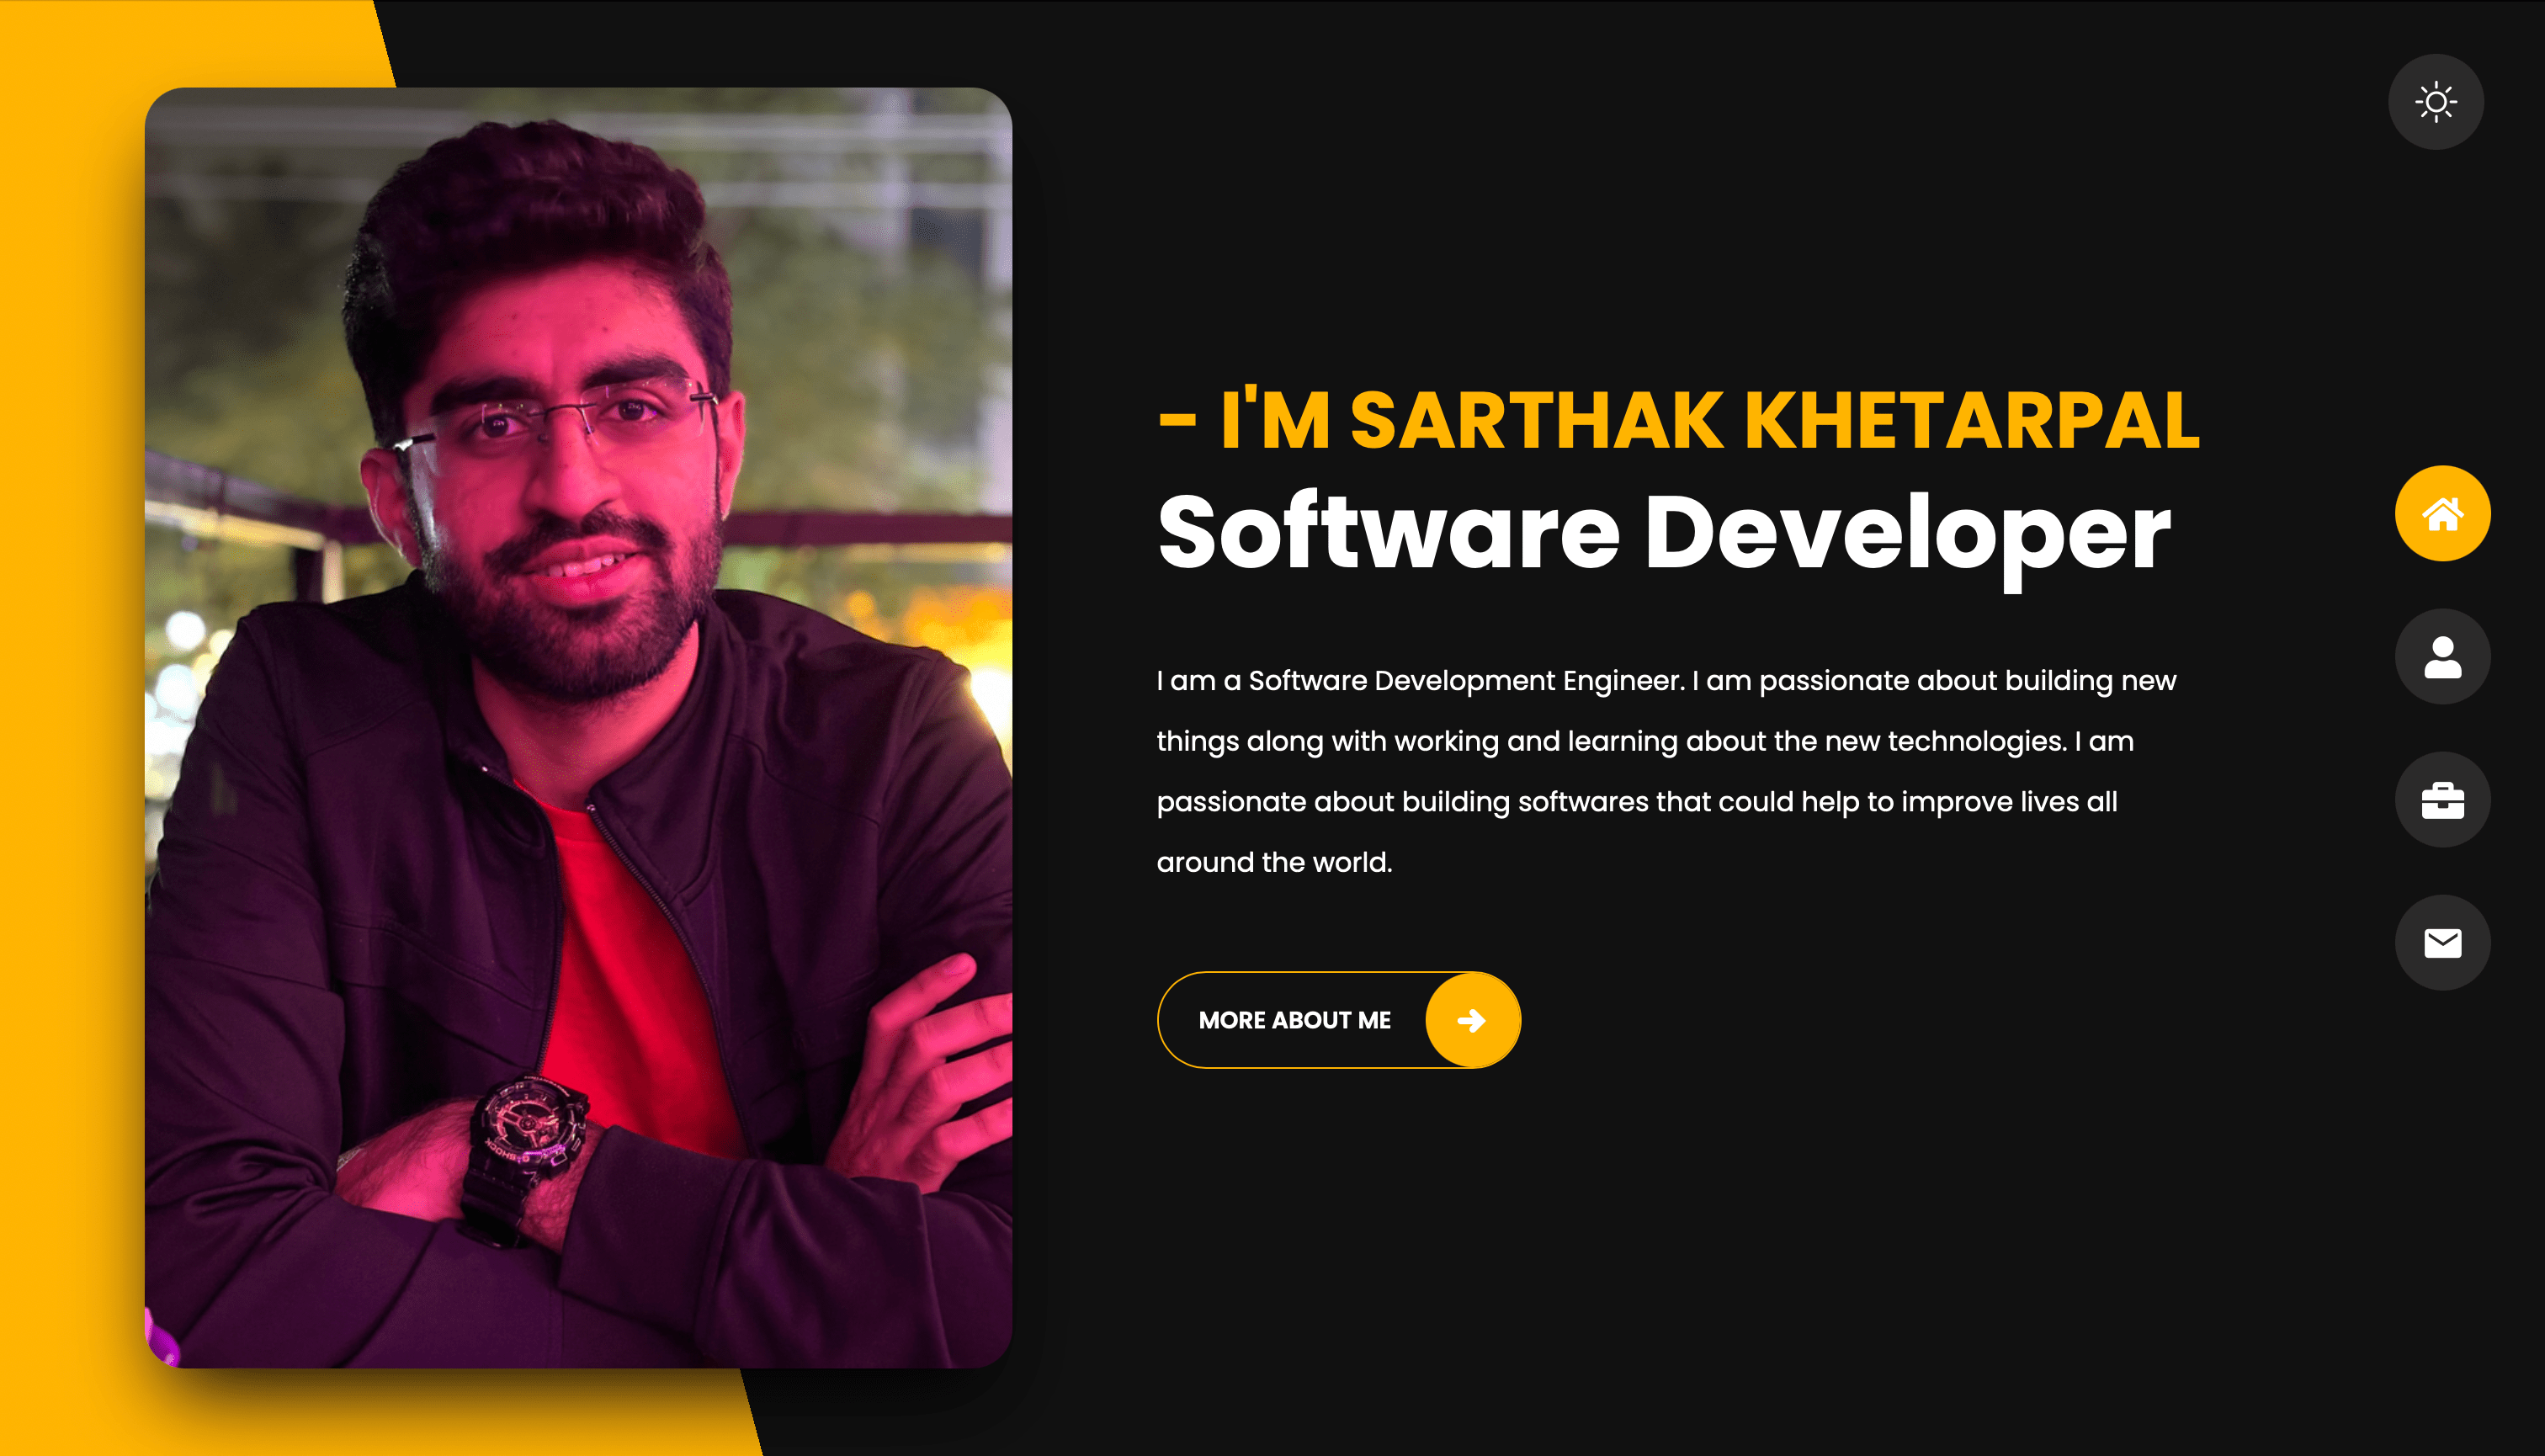 - I'M SARTHAK KHETARPAL
Software Developer
I am a Software Development Engineer. I am passionate about building new
things along with working and learning about the new technologies. I am
passionate about building softwares that could help to improve lives all
around the world.
MORE ABOUT ME
G-SHOCK